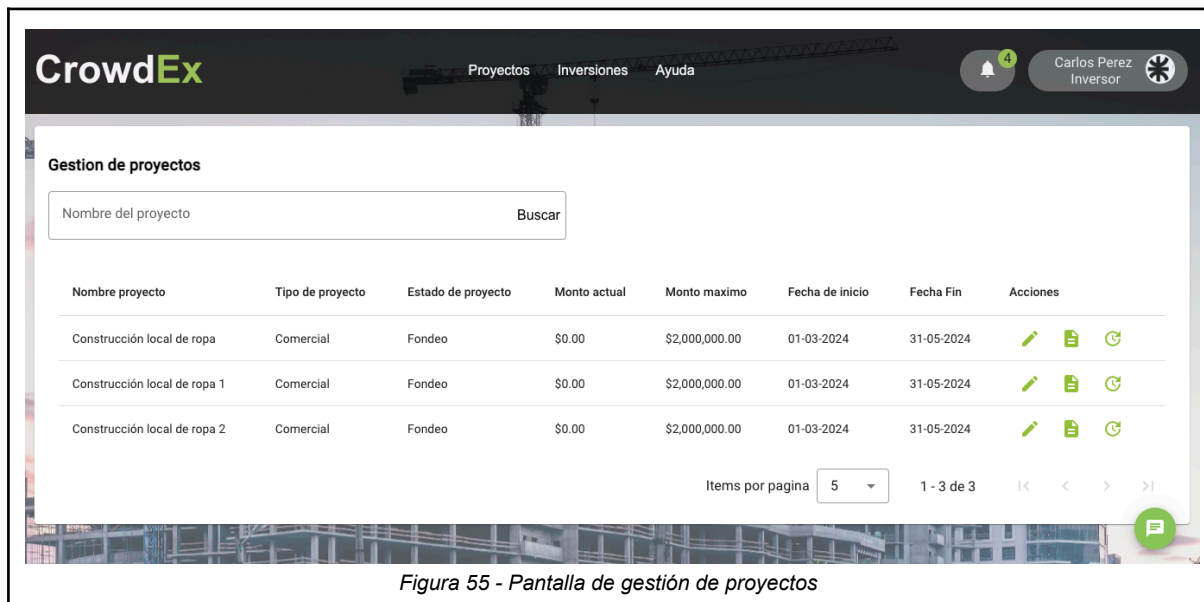 CrowdEx
Proyectos Inversiones Ayuda
4
Carlos Perez
Inversor
Gestion de proyectos
Nombre del proyecto Buscar
Nombre proyecto Tipo de proyecto Estado de proyecto Monto actual Monto maximo Fecha de inicio Fecha Fin Acciones
Construcción local de ropa Comercial Fondeo $0.00 $2,000,000.00 01-03-2024 31-05-2024
Construcción local de ropa 1 Comercial Fondeo $0.00 $2,000,000.00 01-03-2024 31-05-2024
Construcción local de ropa 2 Comercial Fondeo $0.00 $2,000,000.00 01-03-2024 31-05-2024
Items por pagina 5 1 - 3 de 3
Figura 55 - Pantalla de gestión de proyectos